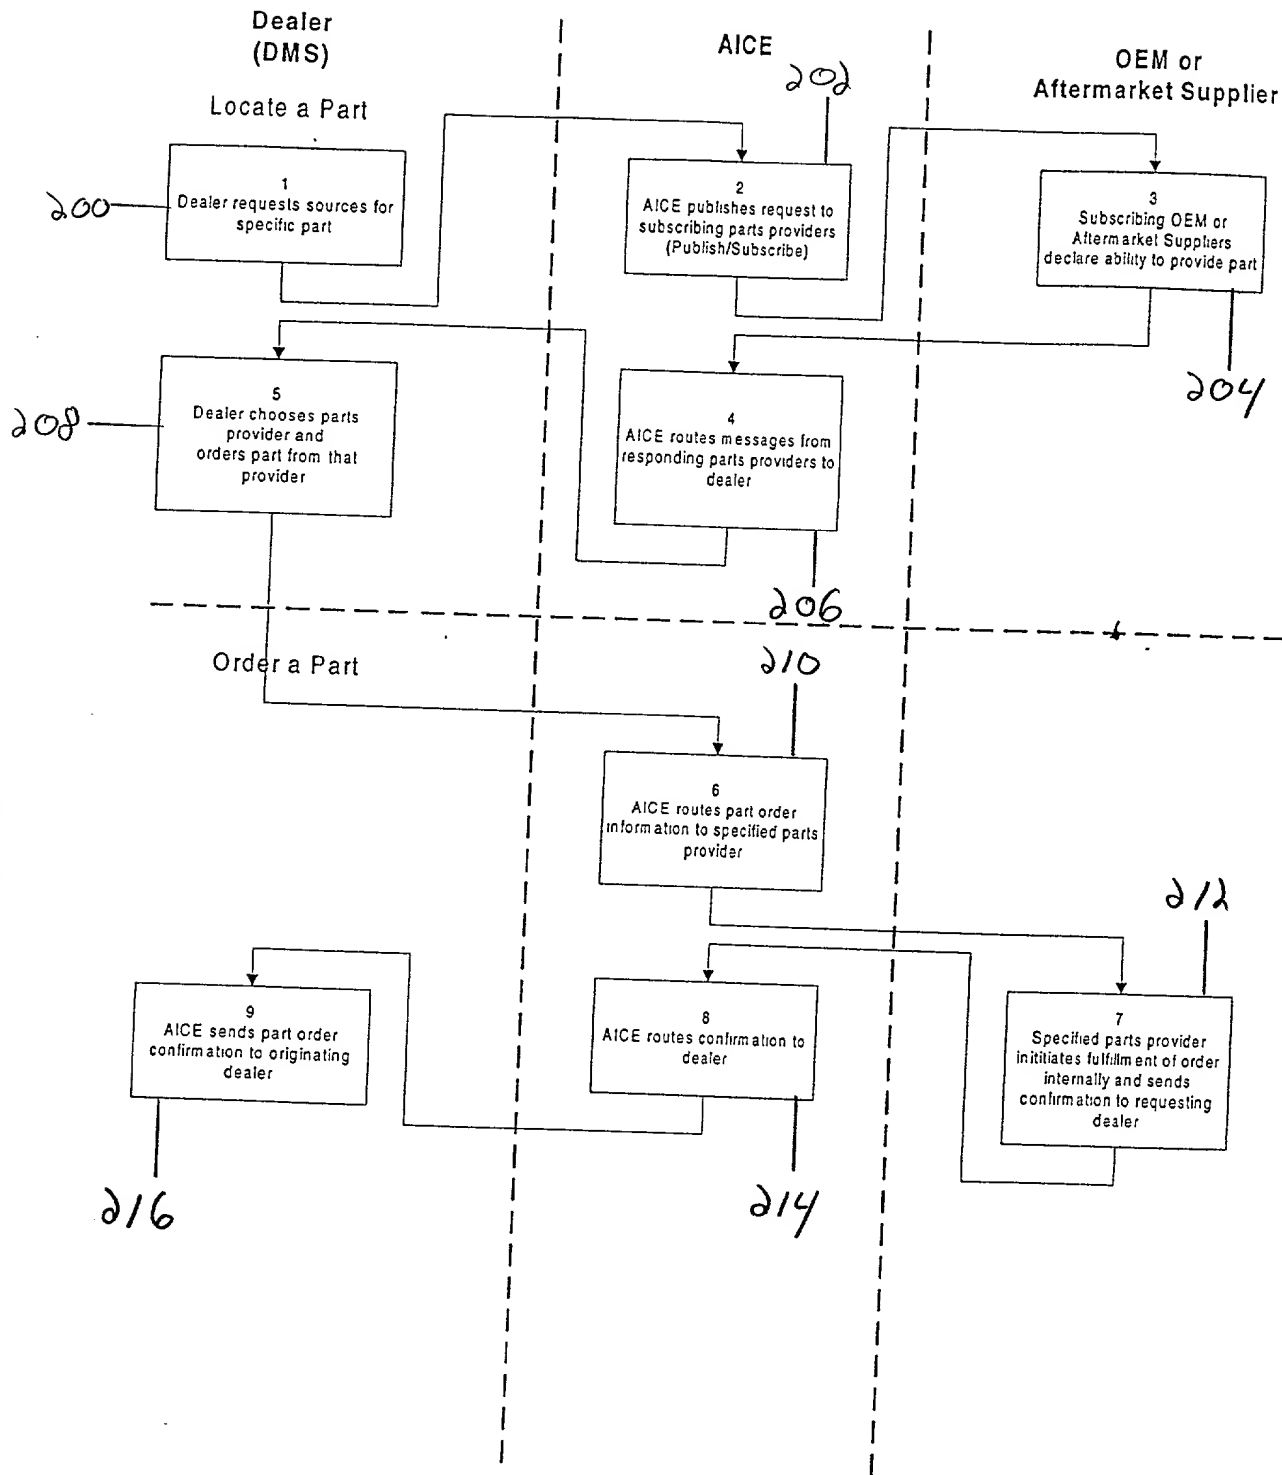 Dealer
(DMS)
AICE
OEM or
Aftermarket Supplier
Locate a Part
202
200
1
Dealer requests sources for
specific part
2
AICE publishes request to
subscribing parts providers
(Publish/Subscribe)
3
Subscribing OEM or
Aftermarket Suppliers
declare ability to provide part
204
208
5
Dealer chooses parts
provider and
orders part from that
provider
4
AICE routes messages from
responding parts providers to
dealer
206
Order a Part
210
6
AICE routes part order
information to specified parts
provider
212
9
AICE sends part order
confirmation to originating
dealer
8
AICE routes confirmation to
dealer
7
Specified parts provider
inititiates fulfillment of order
internally and sends
confirmation to requesting
dealer
216
214